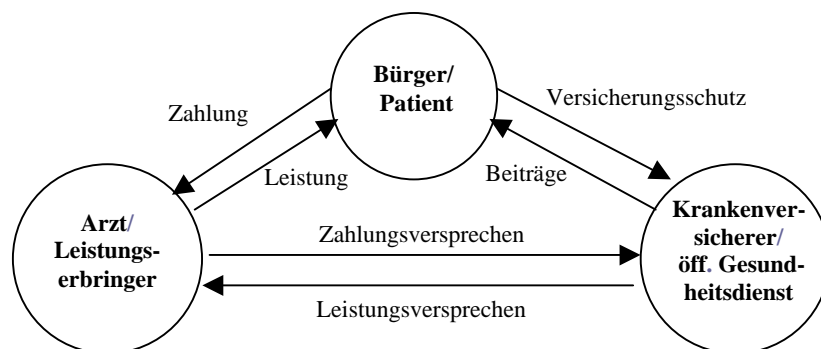 Bürger/
Patient
Zahlung
Versicherungsschutz
Leistung
Beiträge
Arzt/
Leistungs-
erbringer
Zahlungsversprechen
Leistungsversprechen
Krankenver-
sicherer/
öff. Gesund-
heitsdienst